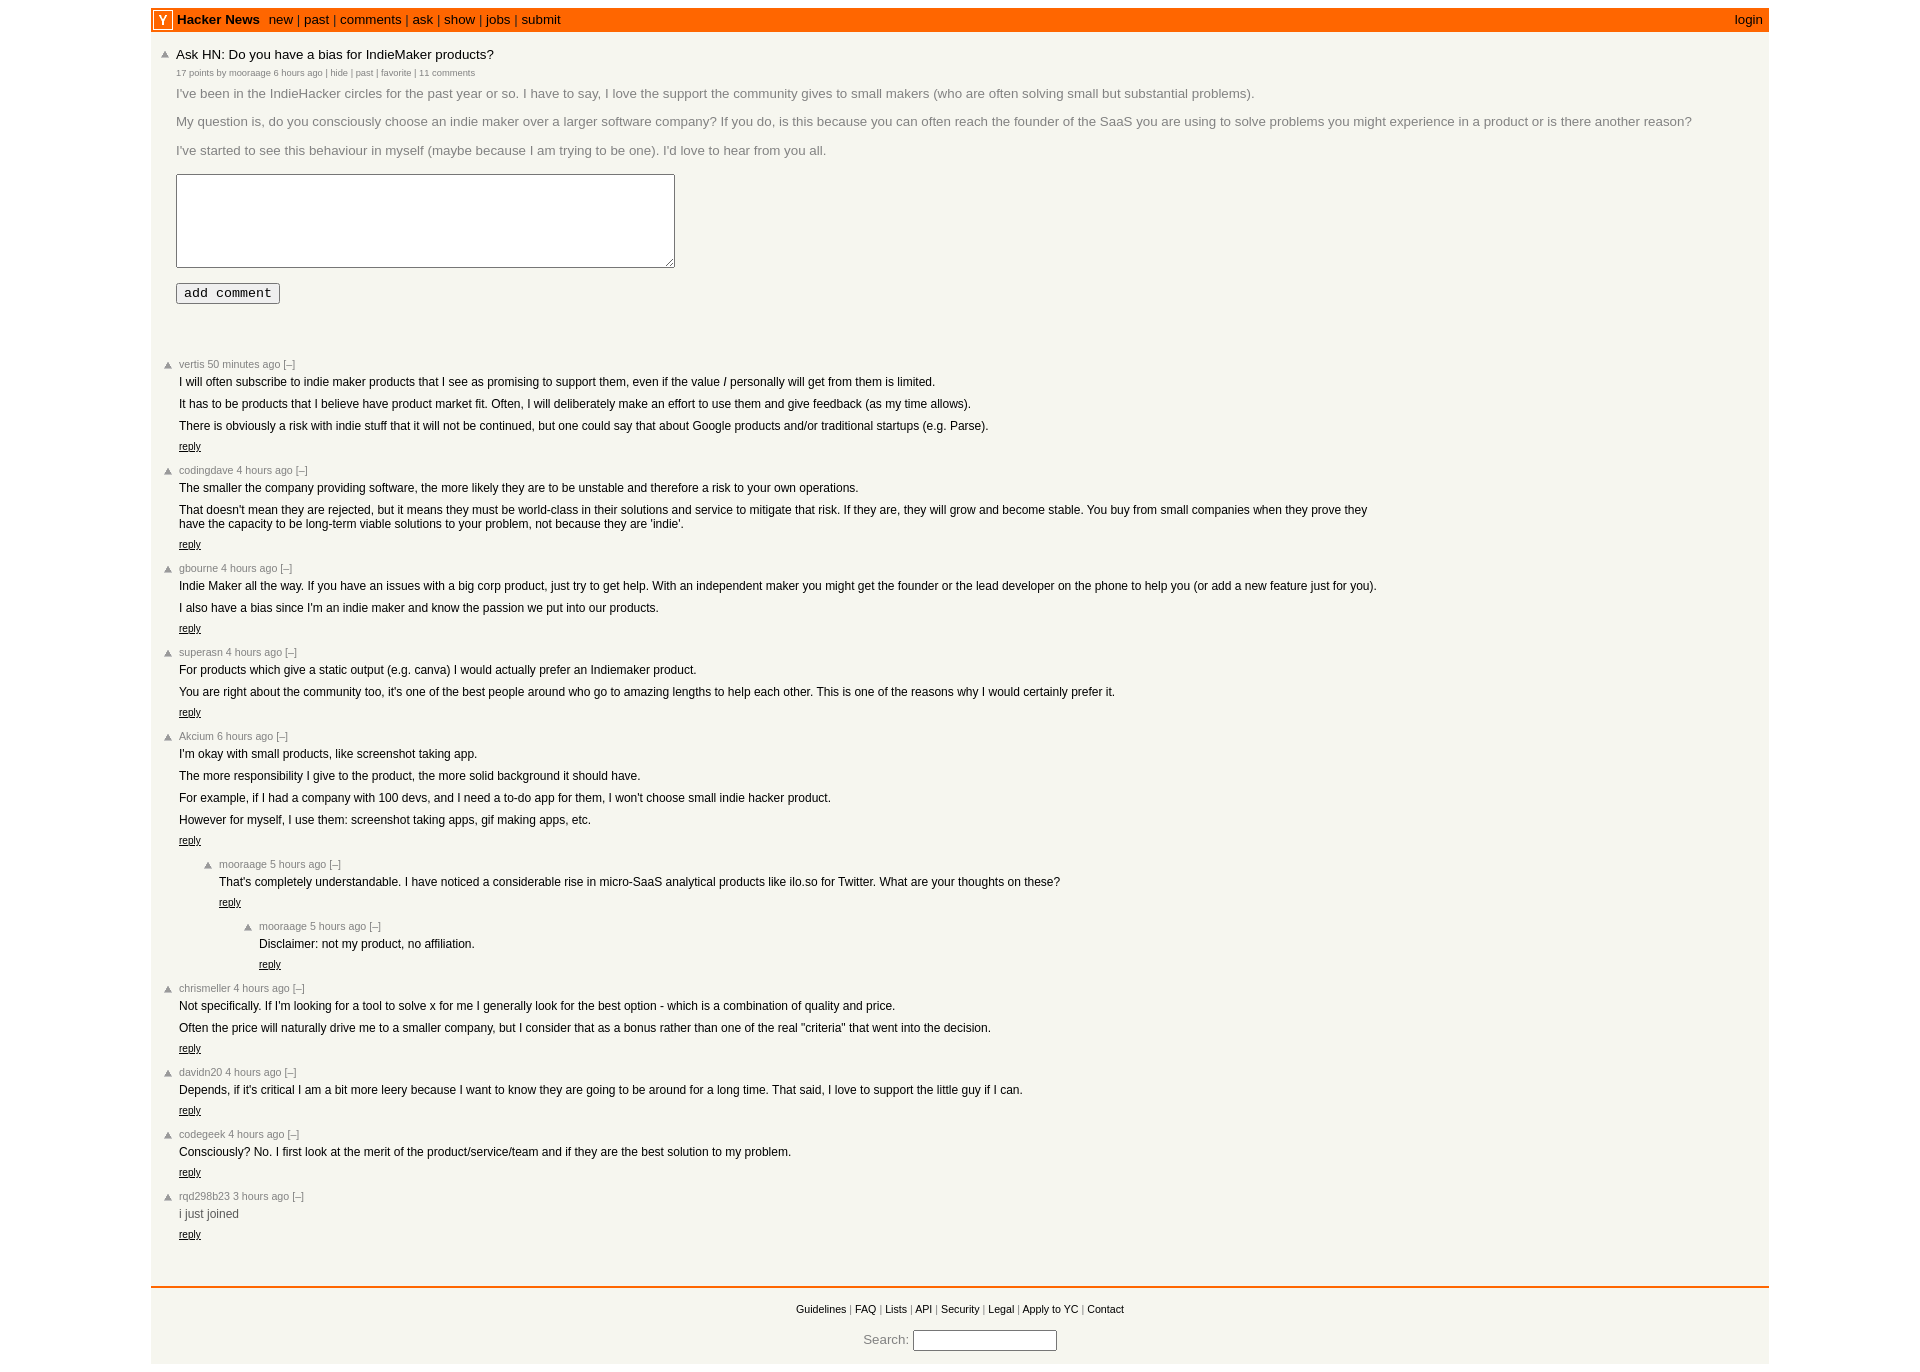 Y Hacker News new | past | comments | ask | show | jobs | submit login
Ask HN: Do you have a bias for IndieMaker products?
17 points by mooraage 6 hours ago | hide | past | favorite | 11 comments
I've been in the IndieHacker circles for the past year or so. I have to say, I love the support the community gives to small makers (who are often solving small but substantial problems).
My question is, do you consciously choose an indie maker over a larger software company? If you do, is this because you can often reach the founder of the SaaS you are using to solve problems you might experience in a product or is there another reason?
I've started to see this behaviour in myself (maybe because I am trying to be one). I'd love to hear from you all.
add comment
vertis 50 minutes ago [–]
I will often subscribe to indie maker products that I see as promising to support them, even if the value I personally will get from them is limited.
It has to be products that I believe have product market fit. Often, I will deliberately make an effort to use them and give feedback (as my time allows).
There is obviously a risk with indie stuff that it will not be continued, but one could say that about Google products and/or traditional startups (e.g. Parse).
reply
codingdave 4 hours ago [–]
The smaller the company providing software, the more likely they are to be unstable and therefore a risk to your own operations.
That doesn't mean they are rejected, but it means they must be world-class in their solutions and service to mitigate that risk. If they are, they will grow and become stable. You buy from small companies when they prove they
have the capacity to be long-term viable solutions to your problem, not because they are 'indie'.
reply
gbourne 4 hours ago [–]
Indie Maker all the way. If you have an issues with a big corp product, just try to get help. With an independent maker you might get the founder or the lead developer on the phone to help you (or add a new feature just for you).
I also have a bias since I'm an indie maker and know the passion we put into our products.
reply
superasn 4 hours ago [–]
For products which give a static output (e.g. canva) I would actually prefer an Indiemaker product.
You are right about the community too, it's one of the best people around who go to amazing lengths to help each other. This is one of the reasons why I would certainly prefer it.
reply
Akcium 6 hours ago [–]
I'm okay with small products, like screenshot taking app.
The more responsibility I give to the product, the more solid background it should have.
For example, if I had a company with 100 devs, and I need a to-do app for them, I won't choose small indie hacker product.
However for myself, I use them: screenshot taking apps, gif making apps, etc.
reply
mooraage 5 hours ago [–]
That's completely understandable. I have noticed a considerable rise in micro-SaaS analytical products like ilo.so for Twitter. What are your thoughts on these?
reply
mooraage 5 hours ago [–]
Disclaimer: not my product, no affiliation.
reply
chrismeller 4 hours ago [–]
Not specifically. If I'm looking for a tool to solve x for me I generally look for the best option - which is a combination of quality and price.
Often the price will naturally drive me to a smaller company, but I consider that as a bonus rather than one of the real "criteria" that went into the decision.
reply
davidn20 4 hours ago [–]
Depends, if it's critical I am a bit more leery because I want to know they are going to be around for a long time. That said, I love to support the little guy if I can.
reply
codegeek 4 hours ago [–]
Consciously? No. I first look at the merit of the product/service/team and if they are the best solution to my problem.
reply
rqd298b23 3 hours ago [–]
i just joined
reply
Guidelines | FAQ | Lists | API | Security | Legal | Apply to YC | Contact
Search: